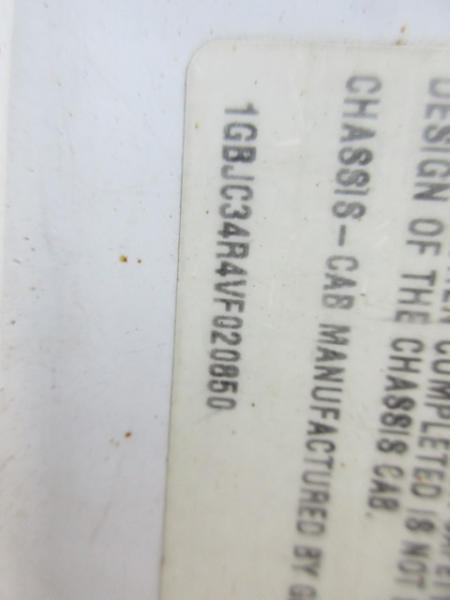 DESIGN OF THE CHASSIS CAB.
CHASSIS-CAB MANUFACTURED BY
1GBJC34R4VF020850